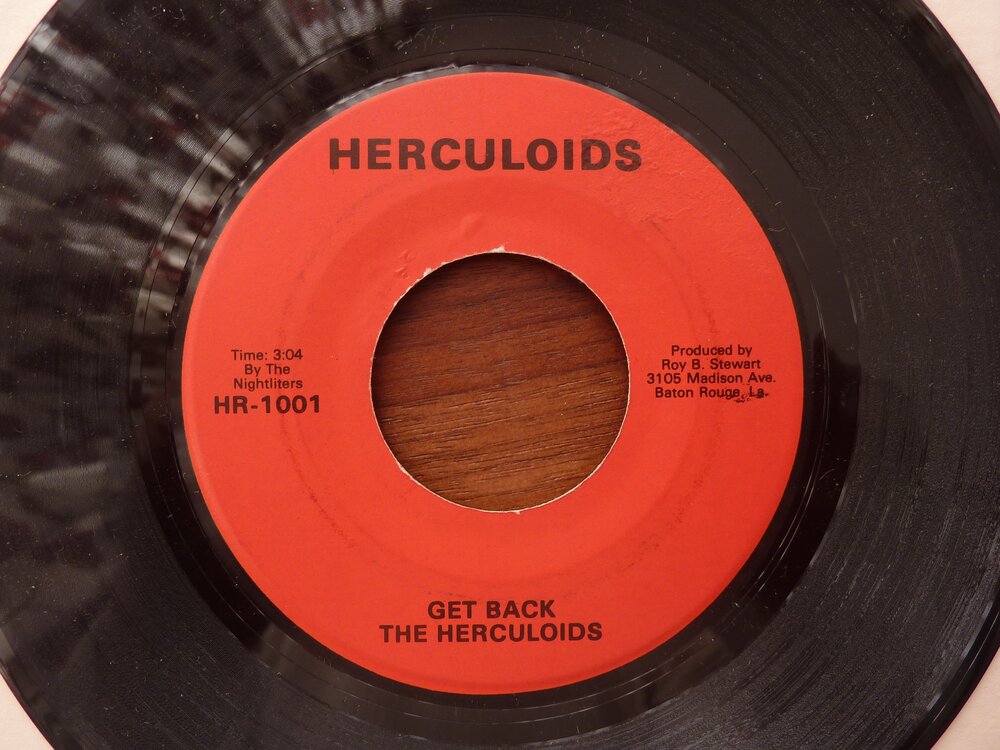 HERCULOIDS
Time: 3:04
By The
Nightliters
HR-1001
Produced by
Roy B. Stewart
3105 Madison Ave.
Baton Rouge, La.
GET BACK
THE HERCULOIDS